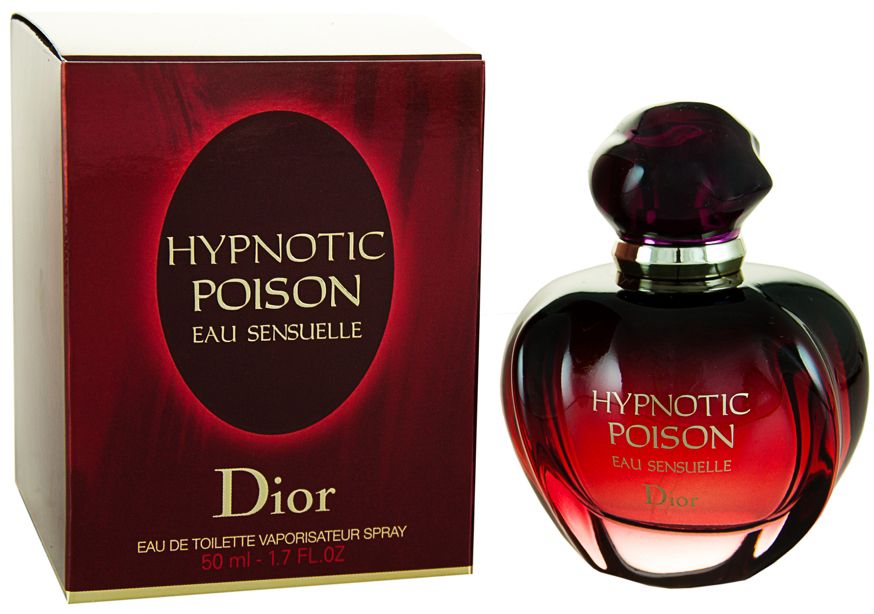 HYPNOTIC
POISON
EAU SENSUELLE
Dior
EAU DE TOILETTE VAPORISATEUR SPRAY
50 ml - 1.7 FL.OZ
HYPNOTIC
POISON
EAU SENSUELLE
Dior